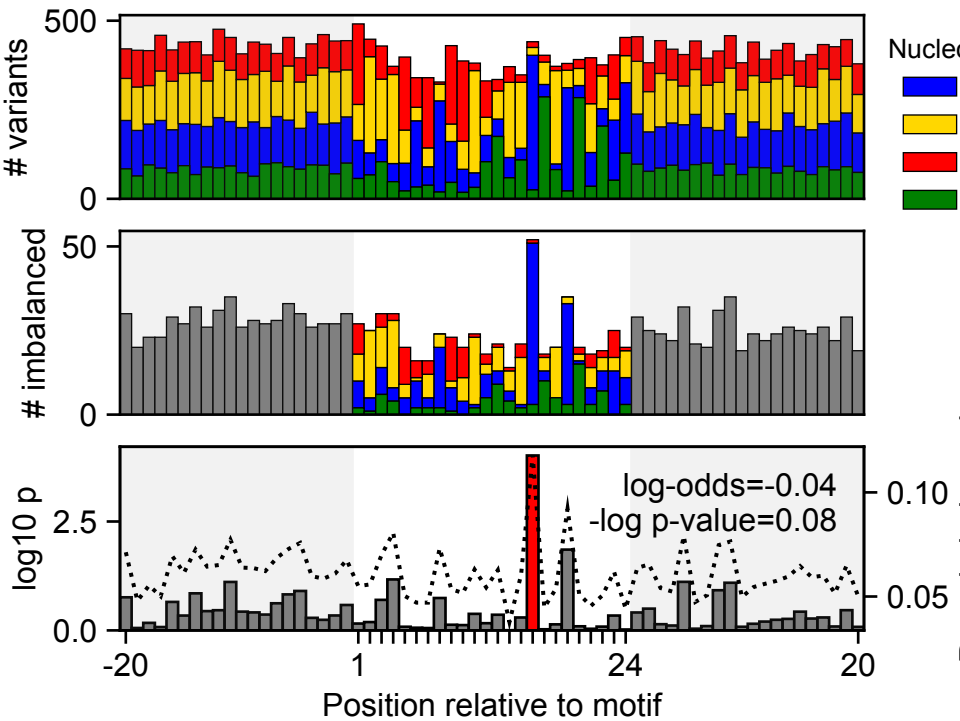 500
0
# variants
50
0
# imbalanced
log-odds=-0.04
-log p-value=0.08
2.5
0.0
log10 p
0.10
0.05
-20
1
24
20
Position relative to motif